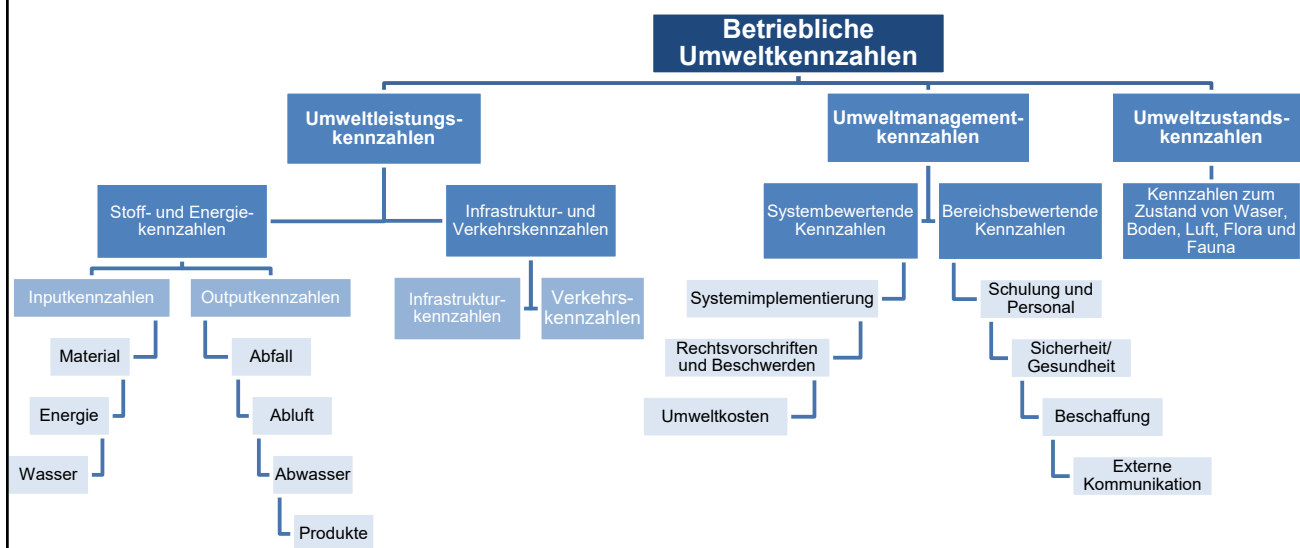 Betriebliche
Umweltkennzahlen
Umweltleistungs-
kennzahlen
Umweltmanagement-
kennzahlen
Umweltzustands-
kennzahlen
Stoff- und Energie-
kennzahlen
Infrastruktur- und
Verkehrskennzahlen
Systembewertende
Kennzahlen
Bereichsbewertende
Kennzahlen
Kennzahlen zum
Zustand von Waser,
Boden, Luft, Flora und
Fauna
Inputkennzahlen
Outputkennzahlen
Infrastruktur-
kennzahlen
Verkehrs-
kennzahlen
Material
Energie
Wasser
Abfall
Abluft
Abwasser
Produkte
Systemimplementierung
Rechtsvorschriften
und Beschwerden
Umweltkosten
Schulung und
Personal
Sicherheit/
Gesundheit
Beschaffung
Externe
Kommunikation